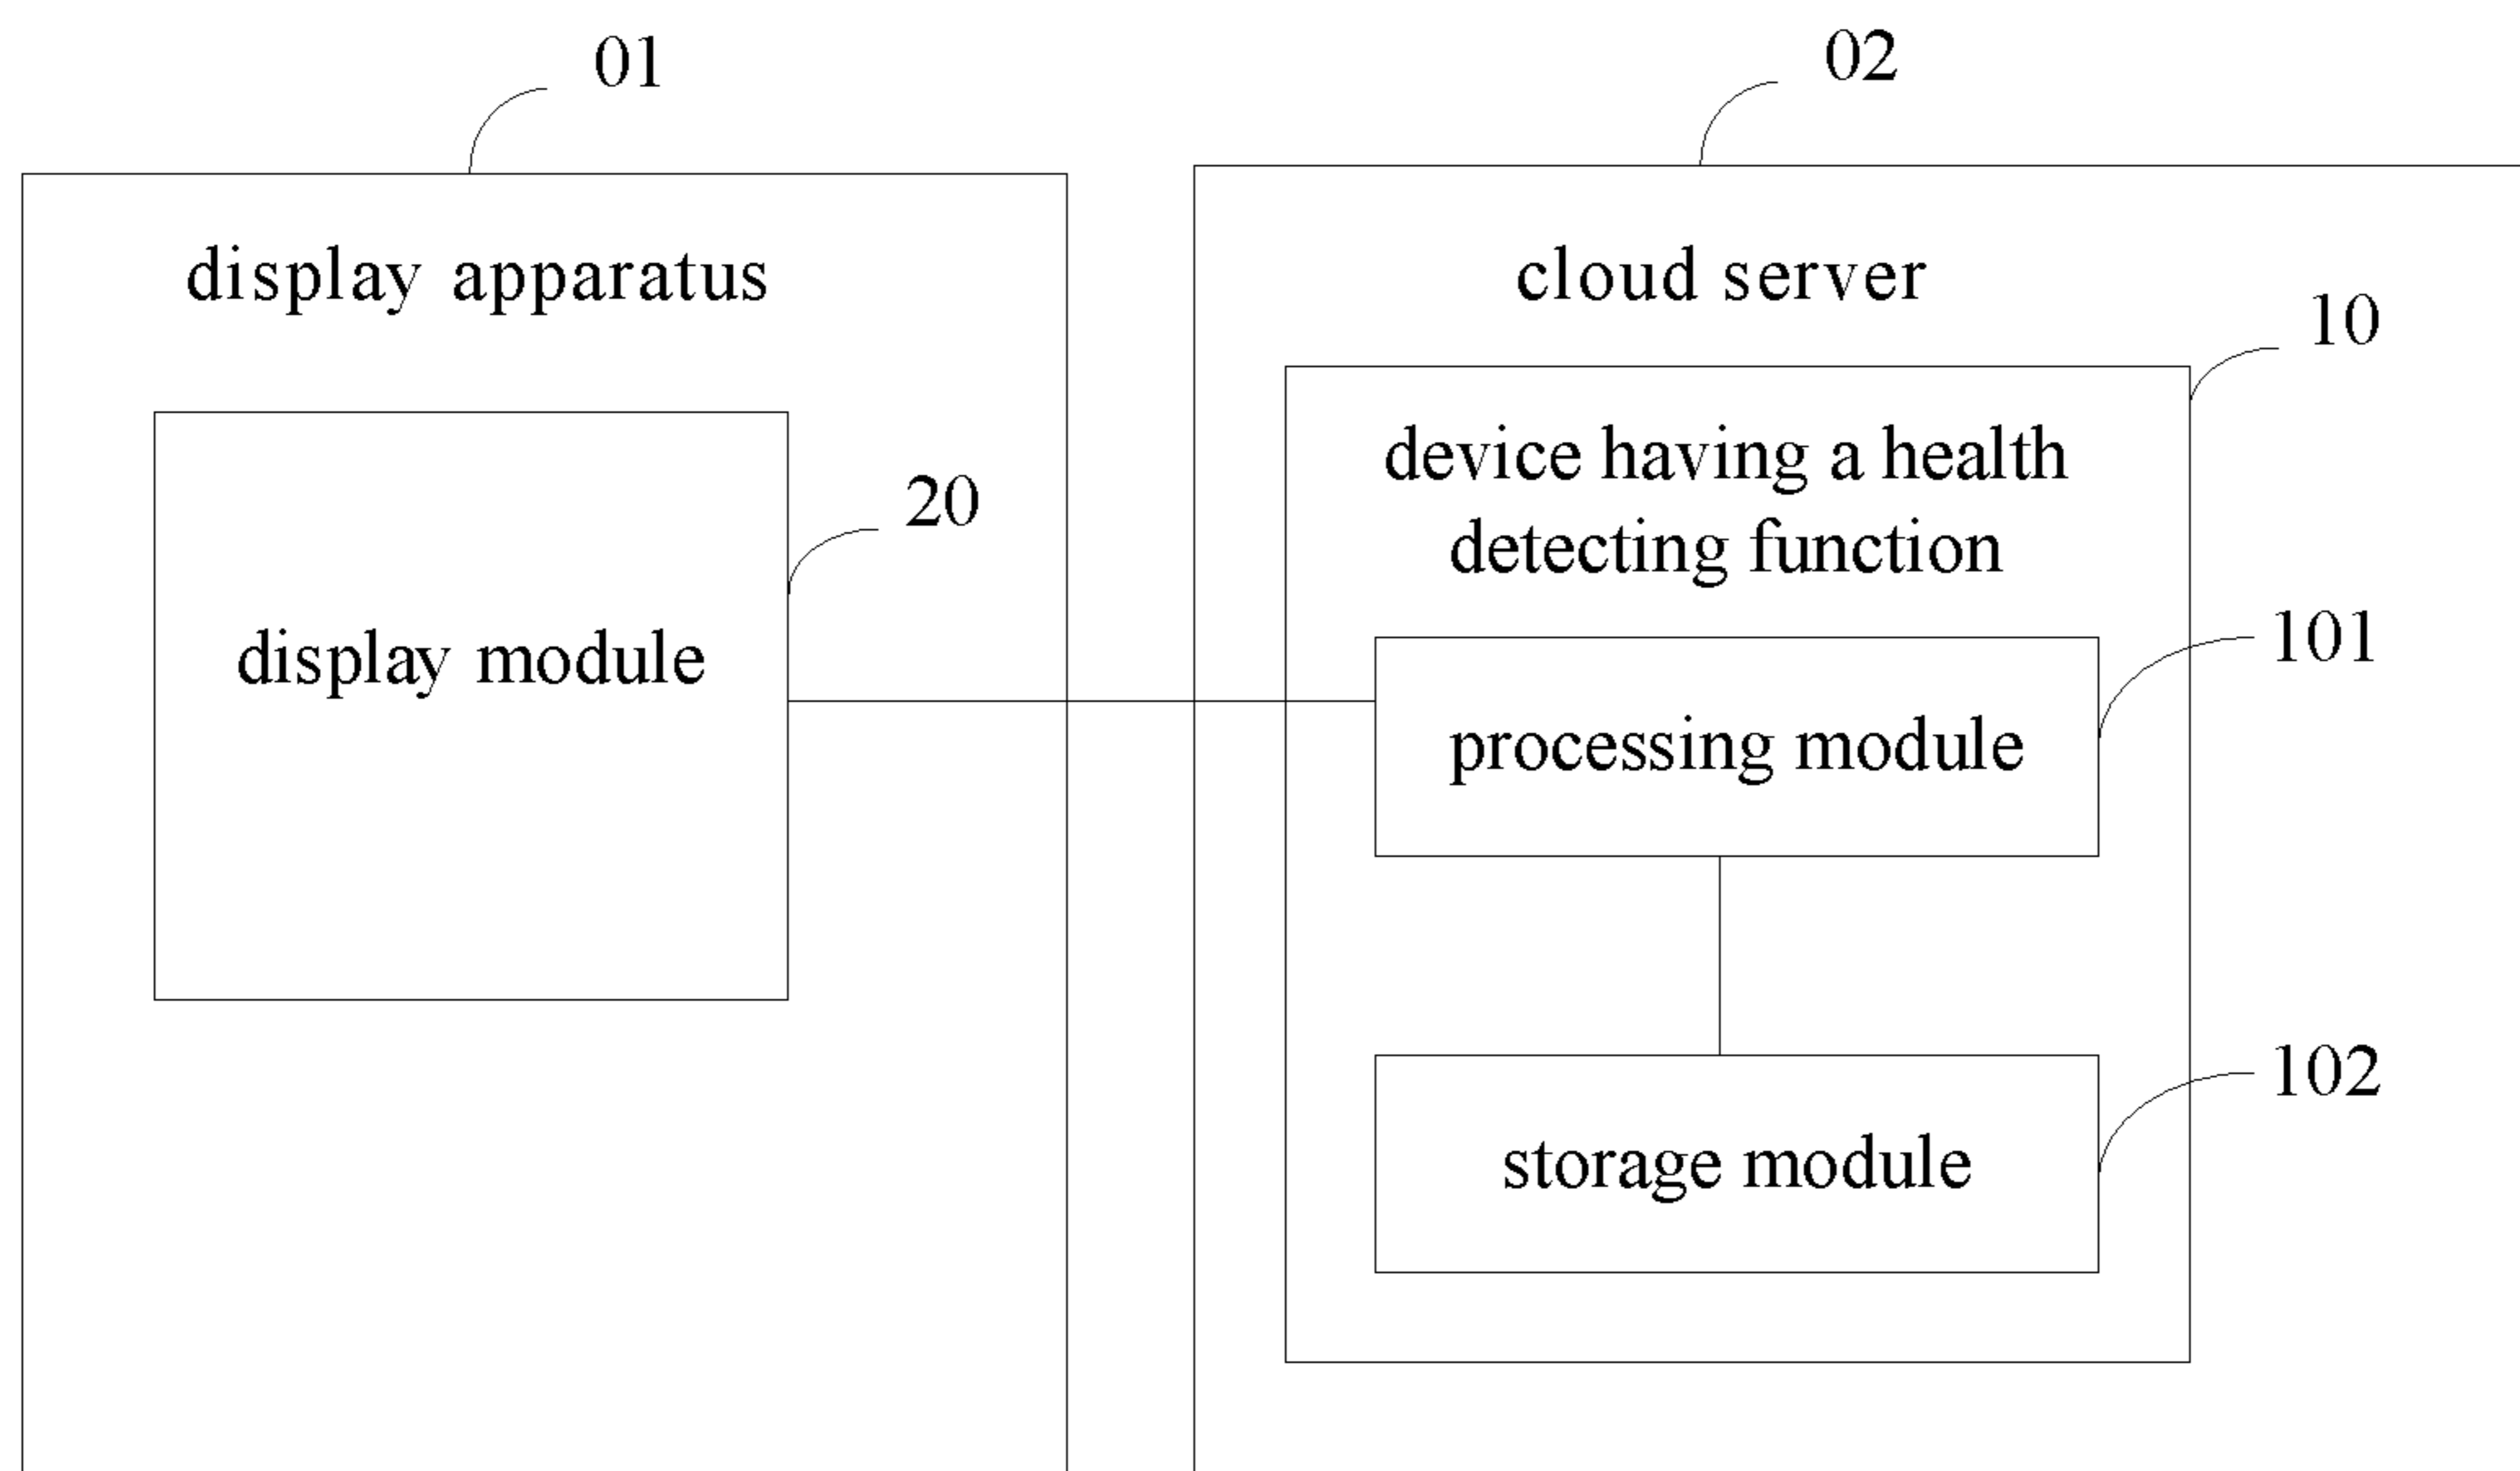 01
02
display apparatus
cloud server
10
device having a health
detecting function
20
display module
101
processing module
102
storage module